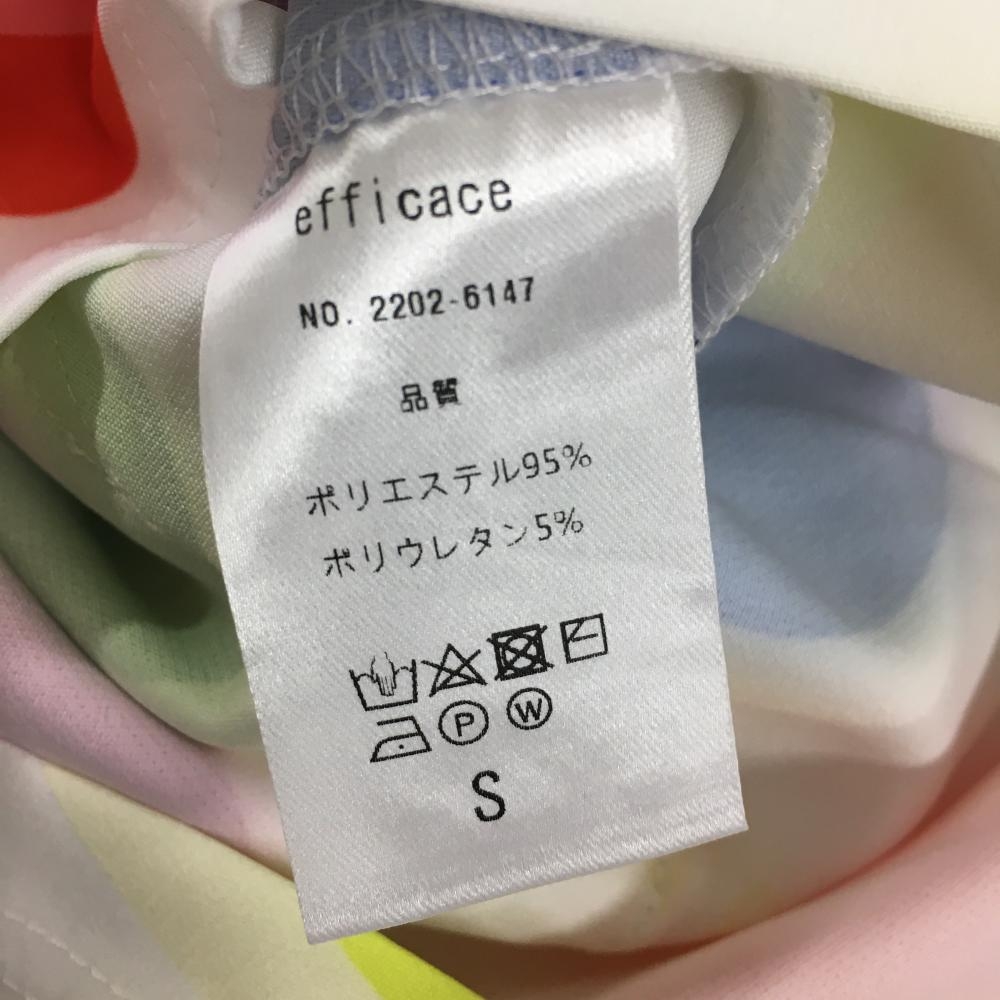 efficace
NO. 2202-6147
品質
ポリエステル95%
ポリウレタン5%
P W
S